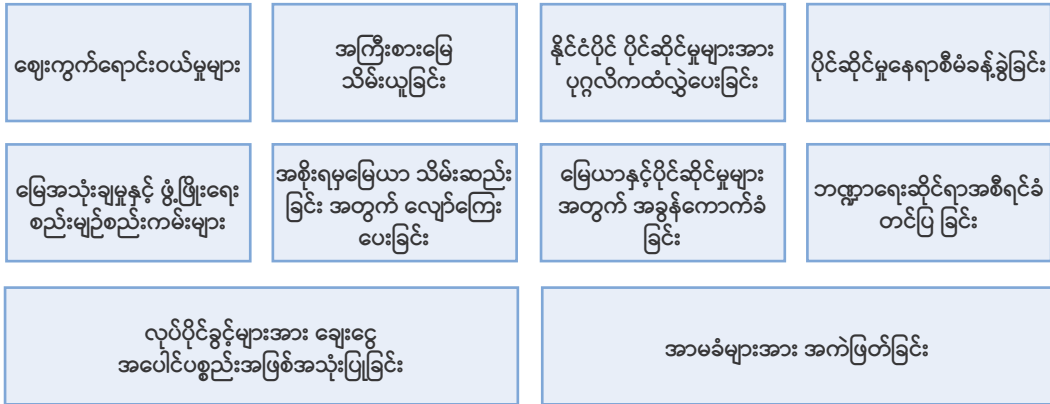 ဈေးကွက်ရောင်းဝယ်မှုများ
အကြီးစားမြေ
သိမ်းယူခြင်း
နိုင်ငံပိုင် ပိုင်ဆိုင်မှုများအား
ပုဂ္ဂလိကထံလွှဲပေးခြင်း
ပိုင်ဆိုင်မှုနေရာစီမံခန့်ခွဲခြင်း
မြေအသုံးချမှုနှင့် ဖွံ့ဖြိုးရေး
စည်းမျဉ်စည်းကမ်းများ
အစိုးရမှမြေယာ သိမ်းဆည်း
ခြင်း အတွက် လျော်ကြေး
ပေးခြင်း
မြေယာနှင့်ပိုင်ဆိုင်မှုများ
အတွက် အခွန်ကောက်ခံ
ခြင်း
ဘဏ္ဍာရေးဆိုင်ရာအစီရင်ခံ
တင်ပြ ခြင်း
လုပ်ပိုင်ခွင့်များအား ချေးငွေ
အပေါင်ပစ္စည်းအဖြစ်အသုံးပြုခြင်း
အာမခံများအား အကဲဖြတ်ခြင်း